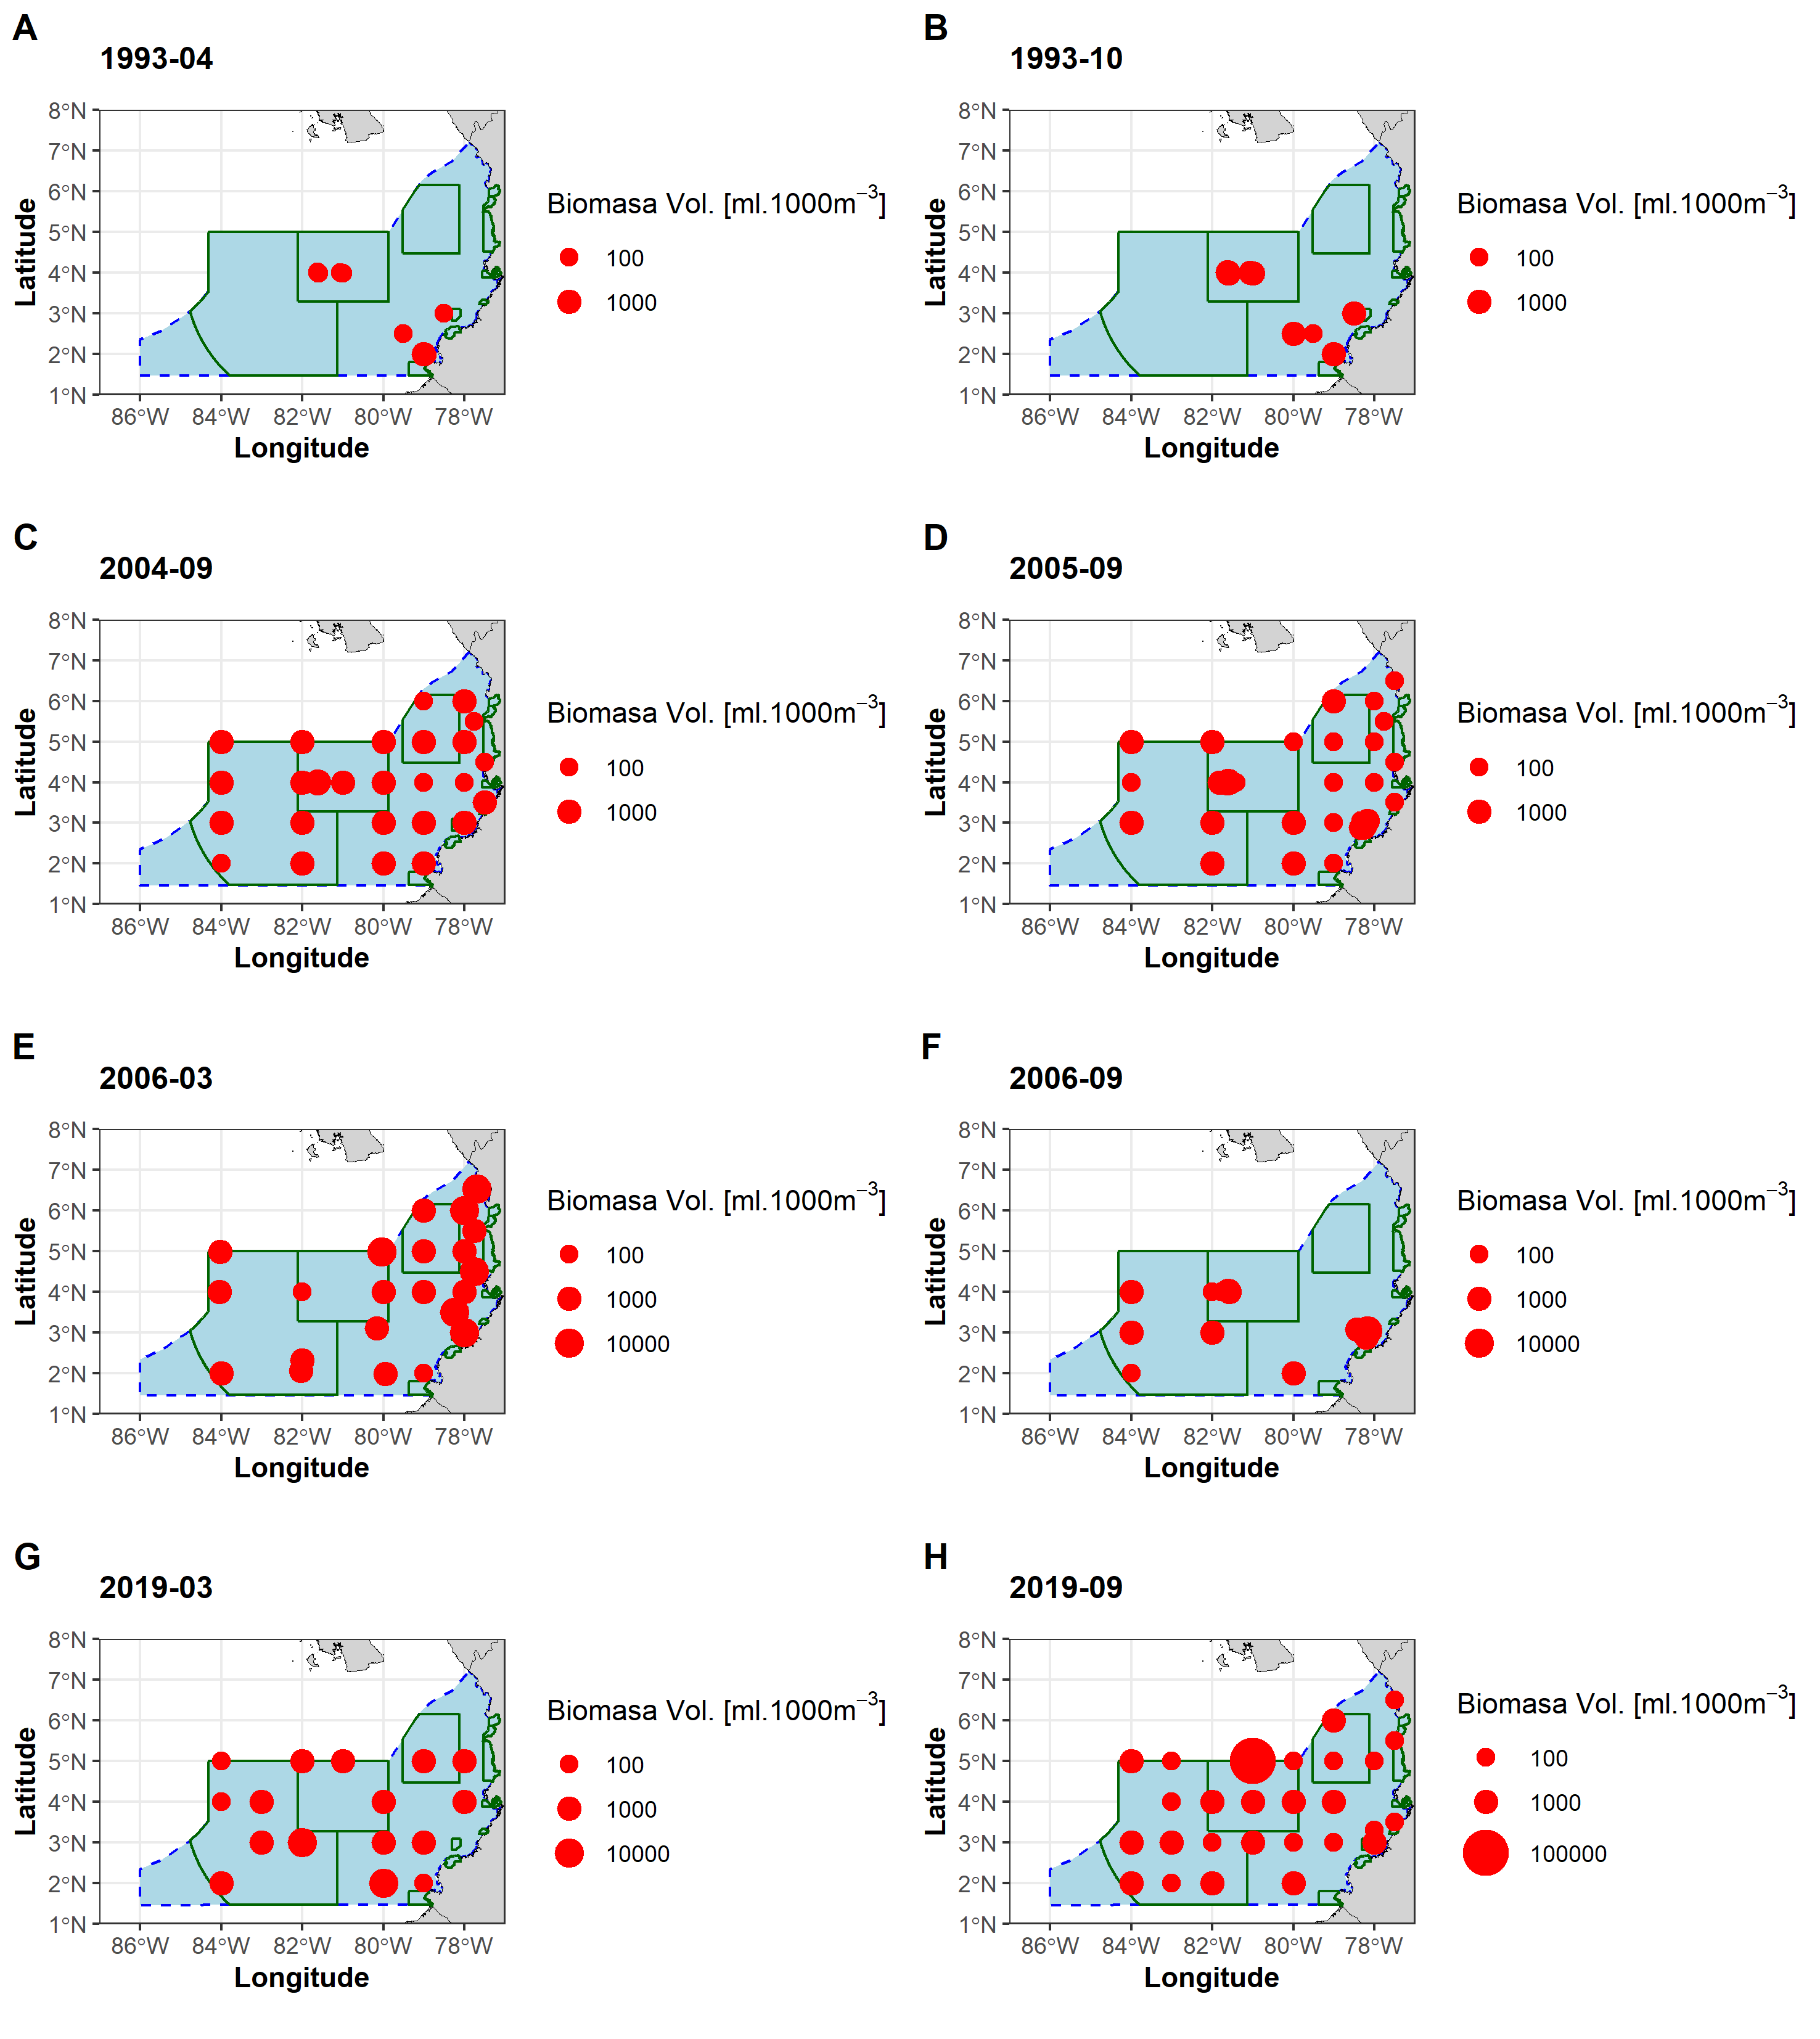 A
1993-04
8°N
7°N
6°N
5°N
4°N
3°N
2°N
1°N
86°W 84°W 82°W 80°W 78°W
Longitude
Latitude
Biomasa Vol. [ml.1000m⁻³]
100
1000
B
1993-10
8°N
7°N
6°N
5°N
4°N
3°N
2°N
1°N
86°W 84°W 82°W 80°W 78°W
Longitude
Latitude
Biomasa Vol. [ml.1000m⁻³]
100
1000
C
2004-09
8°N
7°N
6°N
5°N
4°N
3°N
2°N
1°N
86°W 84°W 82°W 80°W 78°W
Longitude
Latitude
Biomasa Vol. [ml.1000m⁻³]
100
1000
D
2005-09
8°N
7°N
6°N
5°N
4°N
3°N
2°N
1°N
86°W 84°W 82°W 80°W 78°W
Longitude
Latitude
Biomasa Vol. [ml.1000m⁻³]
100
1000
E
2006-03
8°N
7°N
6°N
5°N
4°N
3°N
2°N
1°N
86°W 84°W 82°W 80°W 78°W
Longitude
Latitude
Biomasa Vol. [ml.1000m⁻³]
100
1000
10000
F
2006-09
8°N
7°N
6°N
5°N
4°N
3°N
2°N
1°N
86°W 84°W 82°W 80°W 78°W
Longitude
Latitude
Biomasa Vol. [ml.1000m⁻³]
100
1000
10000
G
2019-03
8°N
7°N
6°N
5°N
4°N
3°N
2°N
1°N
86°W 84°W 82°W 80°W 78°W
Longitude
Latitude
Biomasa Vol. [ml.1000m⁻³]
100
1000
10000
H
2019-09
8°N
7°N
6°N
5°N
4°N
3°N
2°N
1°N
86°W 84°W 82°W 80°W 78°W
Longitude
Latitude
Biomasa Vol. [ml.1000m⁻³]
100
1000
100000